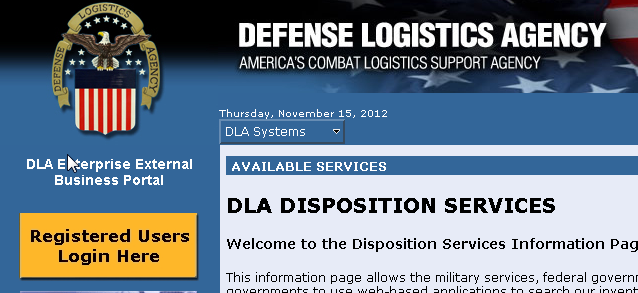 DEFENSE LOGISTICS AGENCY
DEFENSE LOGISTICS AGENCY
AMERICA'S COMBAT LOGISTICS SUPPORT AGENCY
Thursday, November 15, 2012
DLA Systems
DLA Enterprise External
Business Portal
Registered Users
Login Here
AVAILABLE SERVICES
DLA DISPOSITION SERVICES
Welcome to the Disposition Services Information Pag
This information page allows the military services, federal governm
governments to use web-based applications to search our invent